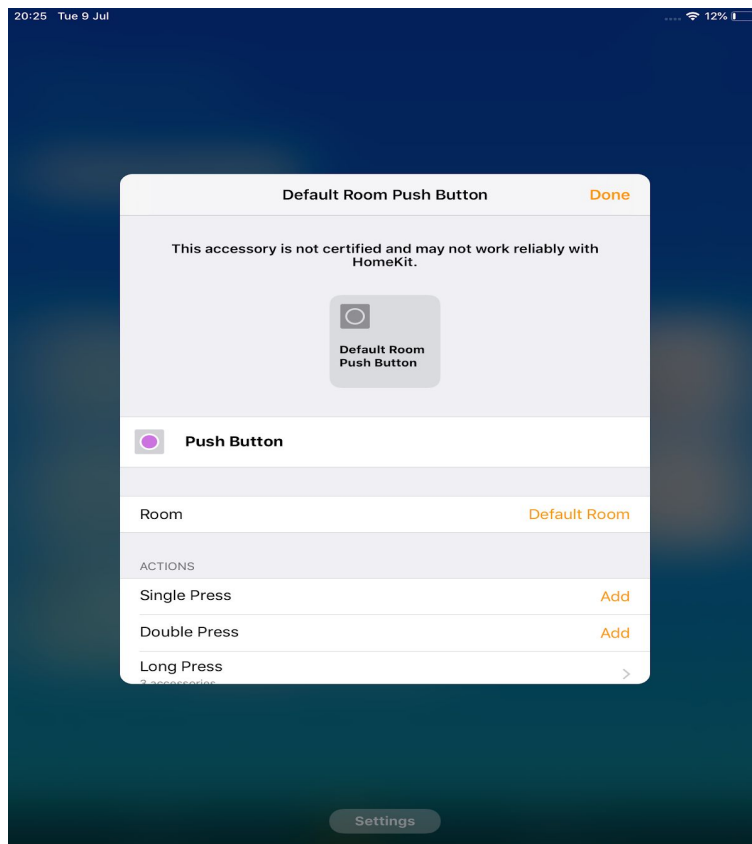 20:25 Tue 9 Jul
12%
Default Room Push Button
Done
This accessory is not certified and may not work reliably with
HomeKit.
Default Room
Push Button
Push Button
Room
Default Room
ACTIONS
Single Press
Add
Double Press
Add
Long Press
3 accessories
Settings